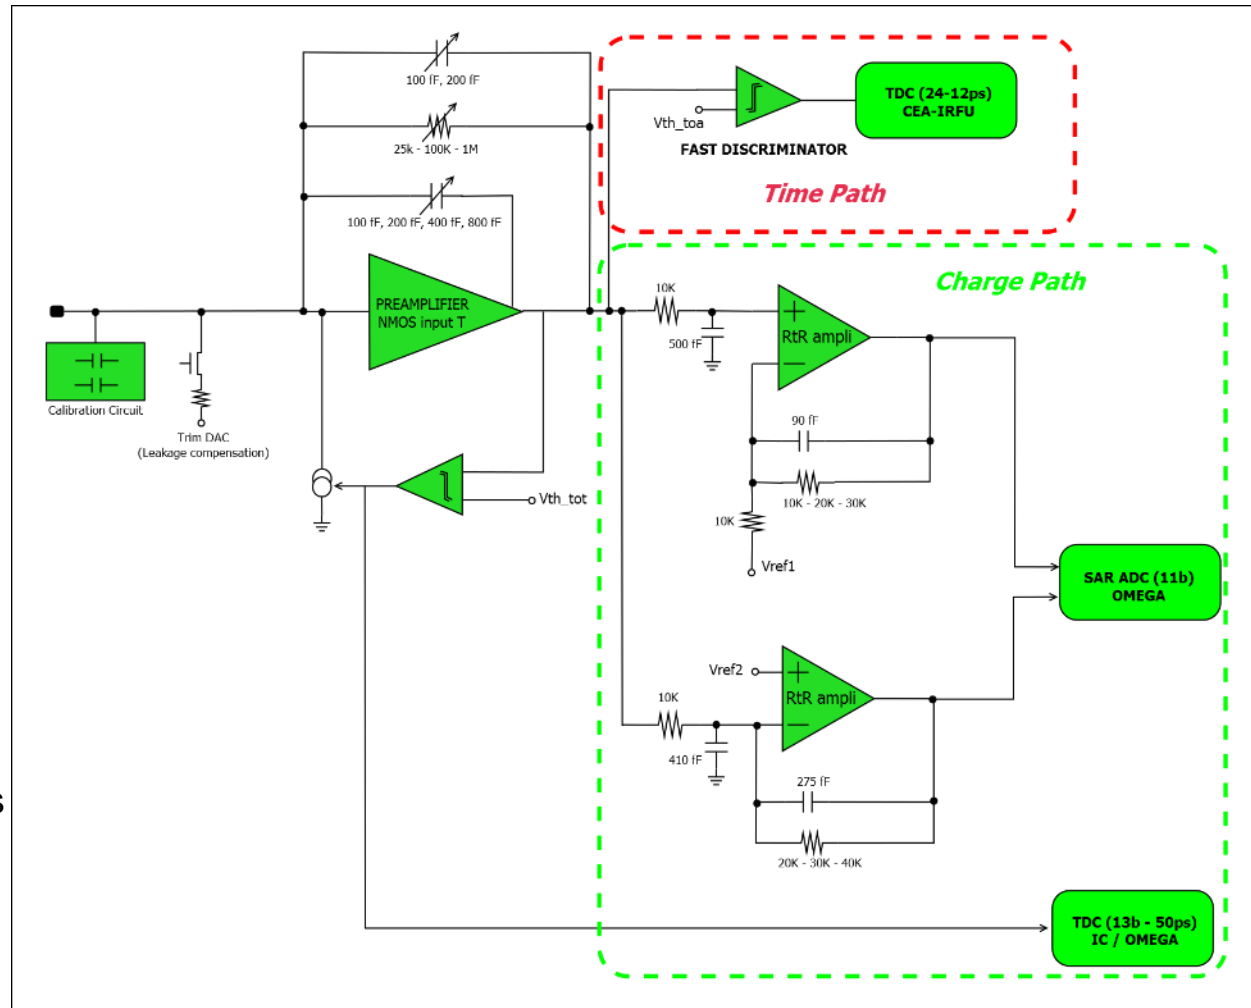 100 fF, 200 fF
25k - 100K - 1M
100 fF, 200 fF, 400 fF, 800 fF
PREAMPLIFIER
NMOS input T
Calibration Circuit
Trim DAC
(Leakage compensation)
Vth_tot
Vth_toa
FAST DISCRIMINATOR
TDC (24-12ps)
CEA-IRFU
Time Path
Charge Path
10K
500 fF
RtR ampli
90 fF
10K - 20K - 30K
10K
Vref1
SAR ADC (11b)
OMEGA
Vref2
RtR ampli
10K
410 fF
275 fF
20K - 30K - 40K
TDC (13b - 50ps)
IC / OMEGA
s